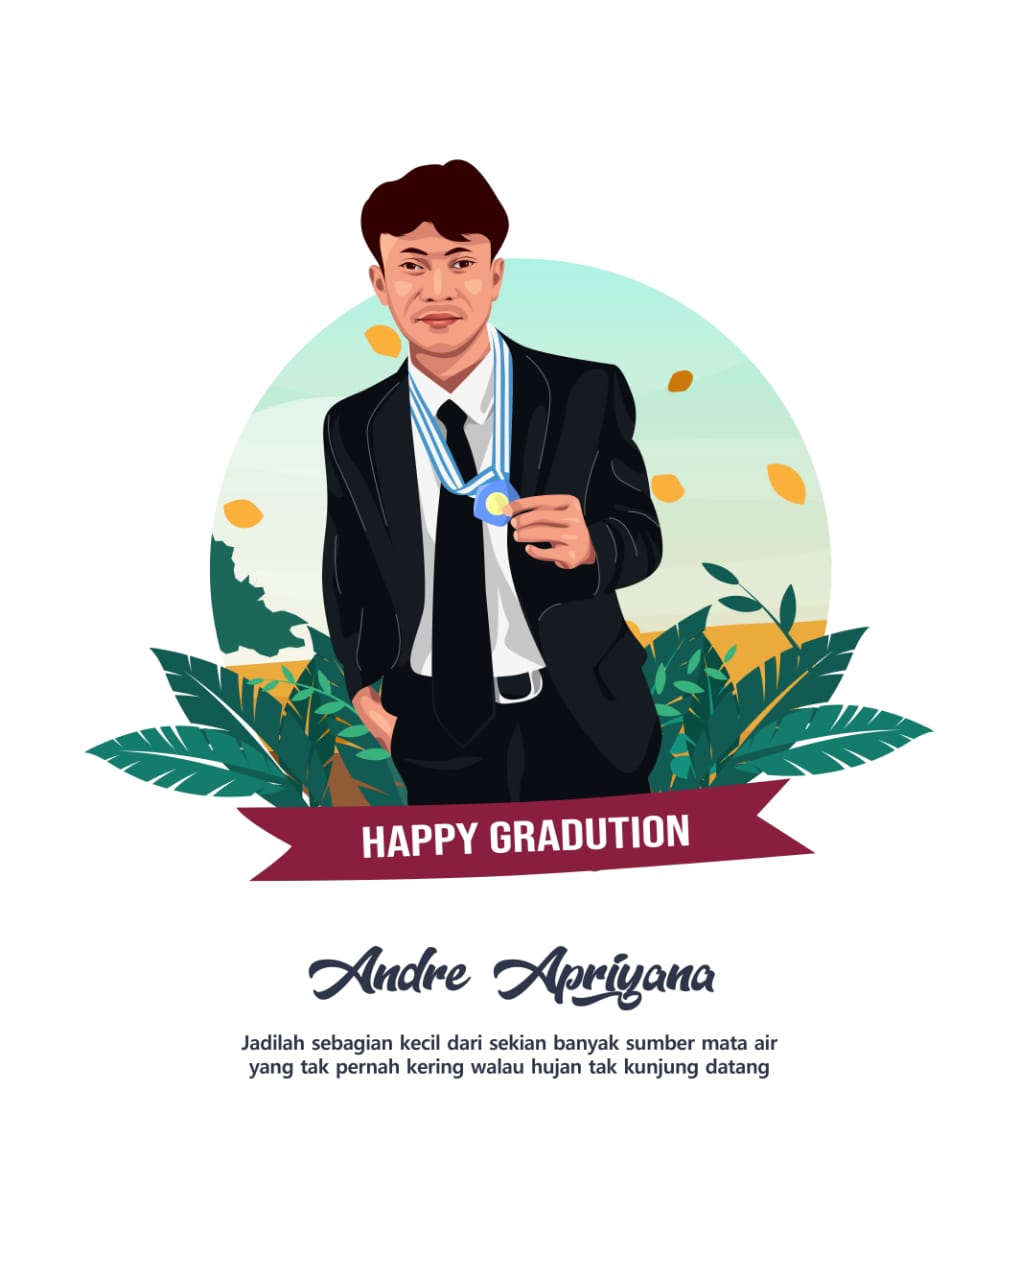 HAPPY GRADUTION
Andre Apriyana
Jadilah sebagian kecil dari sekian banyak sumber mata air
yang tak pernah kering walau hujan tak kunjung datang